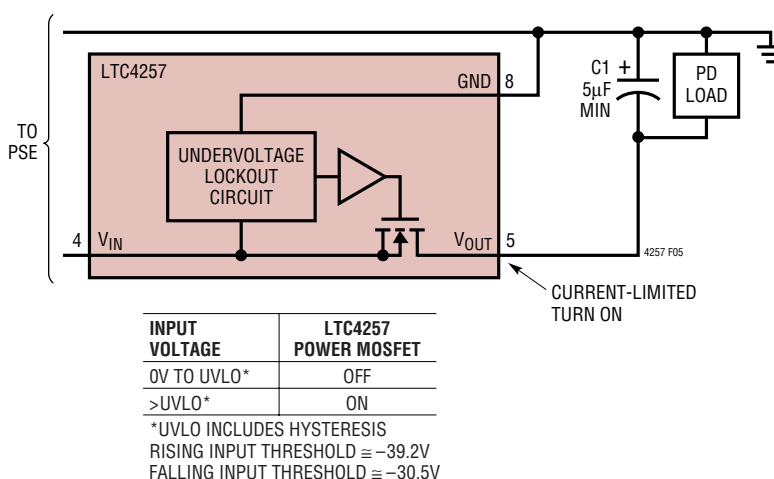 LTC4257
GND 8
C1 +
5μF
MIN
PD
LOAD
TO
PSE
UNDERVOLTAGE
LOCKOUT
CIRCUIT
4 VIN
VOUT 5
4257 F05
CURRENT-LIMITED
TURN ON
INPUT VOLTAGE | LTC4257 POWER MOSFET
0V TO UVLO* | OFF
>UVLO* | ON
*UVLO INCLUDES HYSTERESIS
RISING INPUT THRESHOLD ≅ –39.2V
FALLING INPUT THRESHOLD ≅ –30.5V